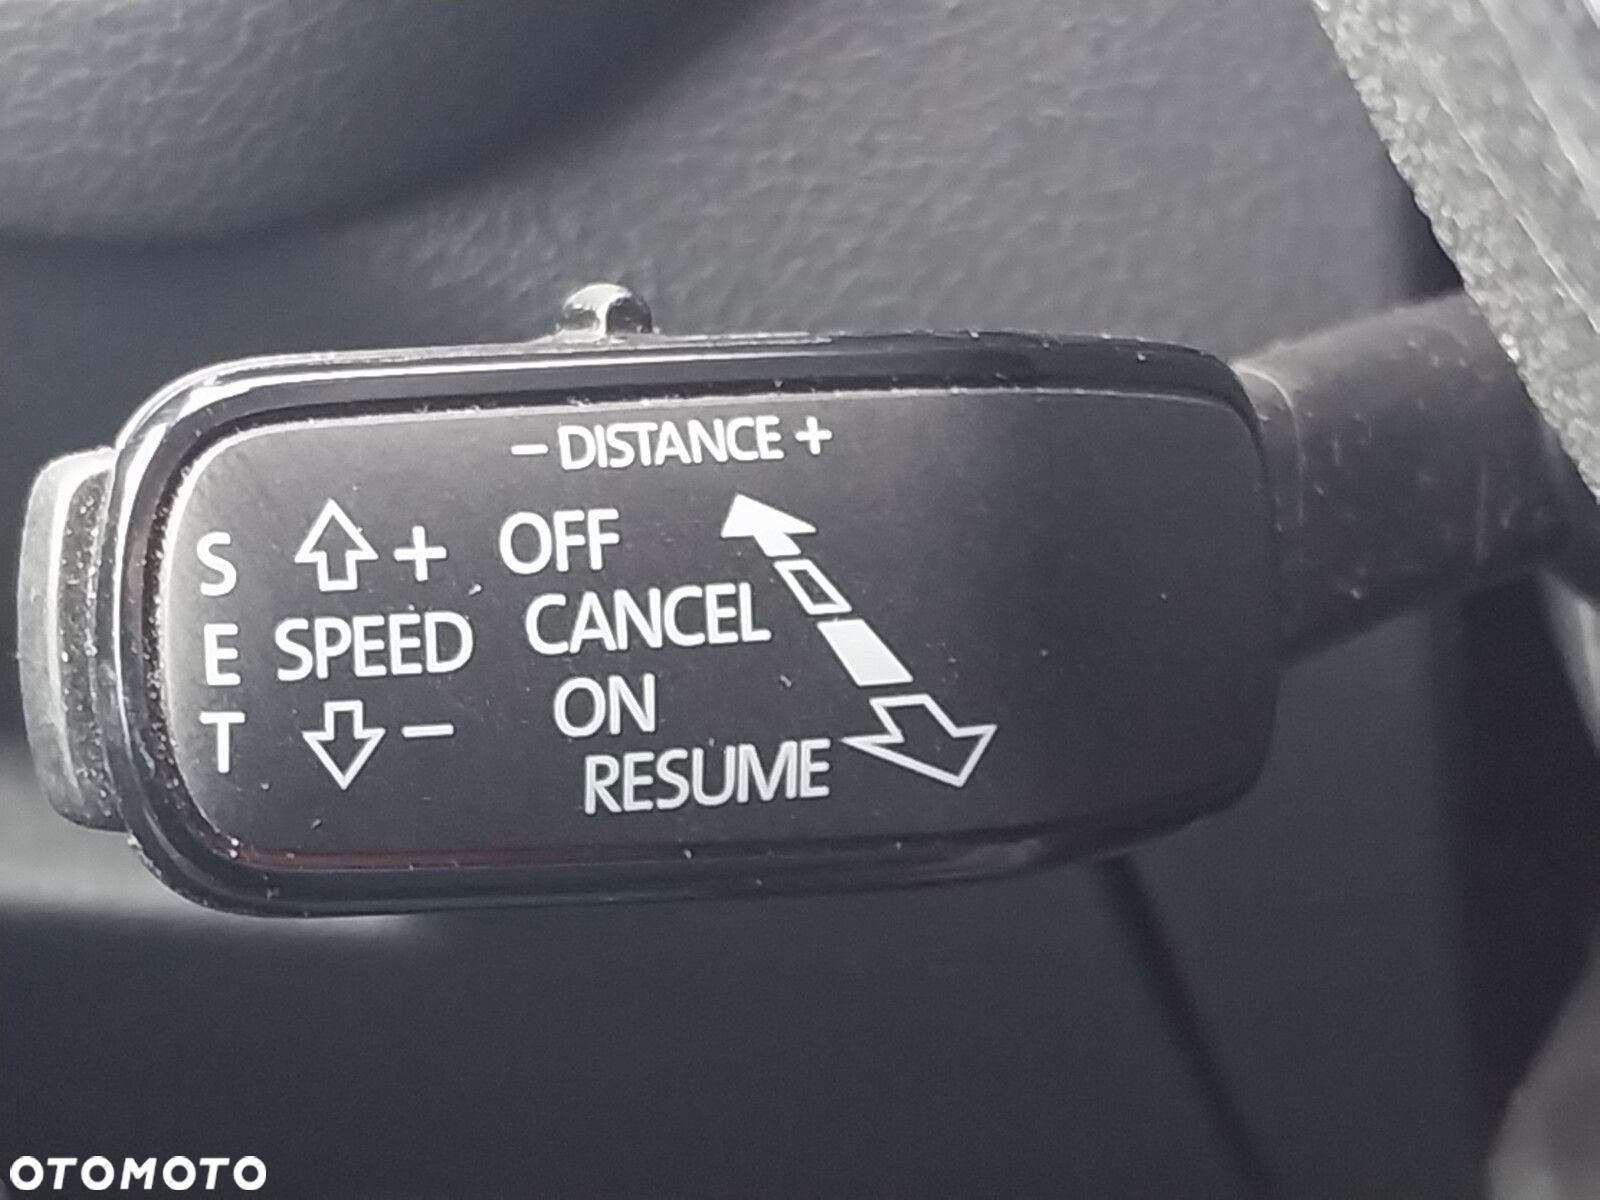 - DISTANCE +
S + OFF
CANCEL
E SPEED
ON
T -
RESUME
OTOMOTO